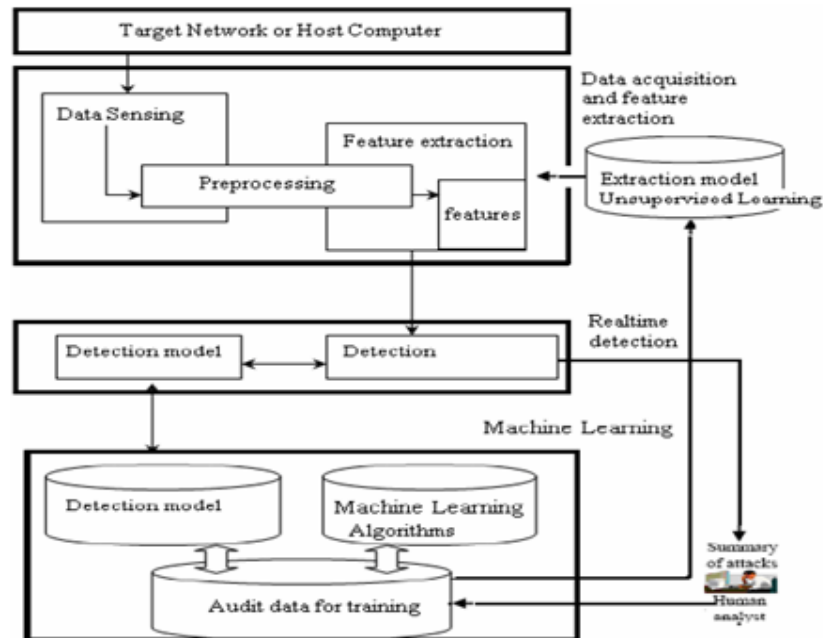 Target Network or Host Computer
Data acquisition
and feature
extraction
Data Sensing
Feature extraction
Preprocessing
features
Extraction model
Unsupervised Learning
Realtime
detection
Detection model
Detection
Machine Learning
Detection model
Machine Learning
Algorithms
Audit data for training
Summary
of attacks
Human
analyst